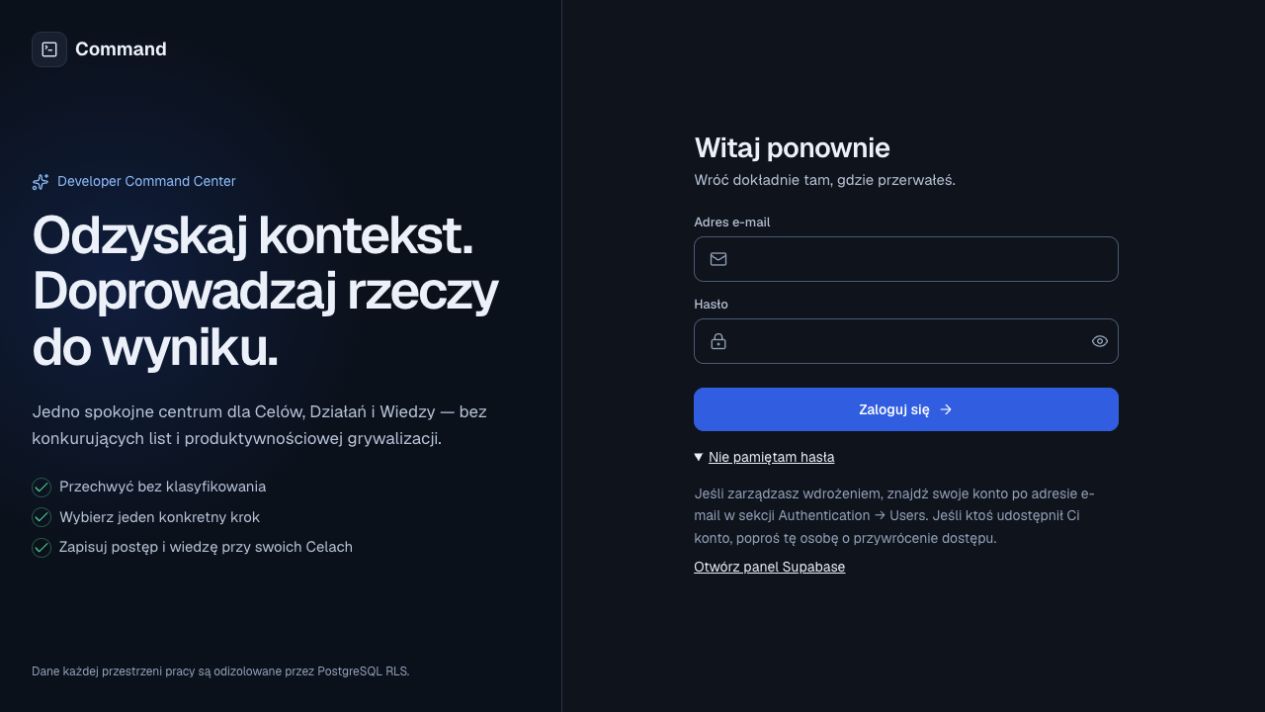 Command
Developer Command Center
Odzyskaj kontekst.
Doprowadzaj rzeczy
do wyniku.
Jedno spokojne centrum dla Celów, Działań i Wiedzy — bez
konkurujących list i produktywnościowej grywalizacji.
Przechwyć bez klasyfikowania
Wybierz jeden konkretny krok
Zapisuj postęp i wiedzę przy swoich Celach
Dane każdej przestrzeni pracy są odizolowane przez PostgreSQL RLS.
Witaj ponownie
Wróć dokładnie tam, gdzie przerwałeś.
Adres e-mail
Hasło
Zaloguj się →
▼ Nie pamiętam hasła
Jeśli zarządzasz wdrożeniem, znajdź swoje konto po adresie e-
mail w sekcji Authentication → Users. Jeśli ktoś udostępnił Ci
konto, poproś tę osobę o przywrócenie dostępu.
Otwórz panel Supabase